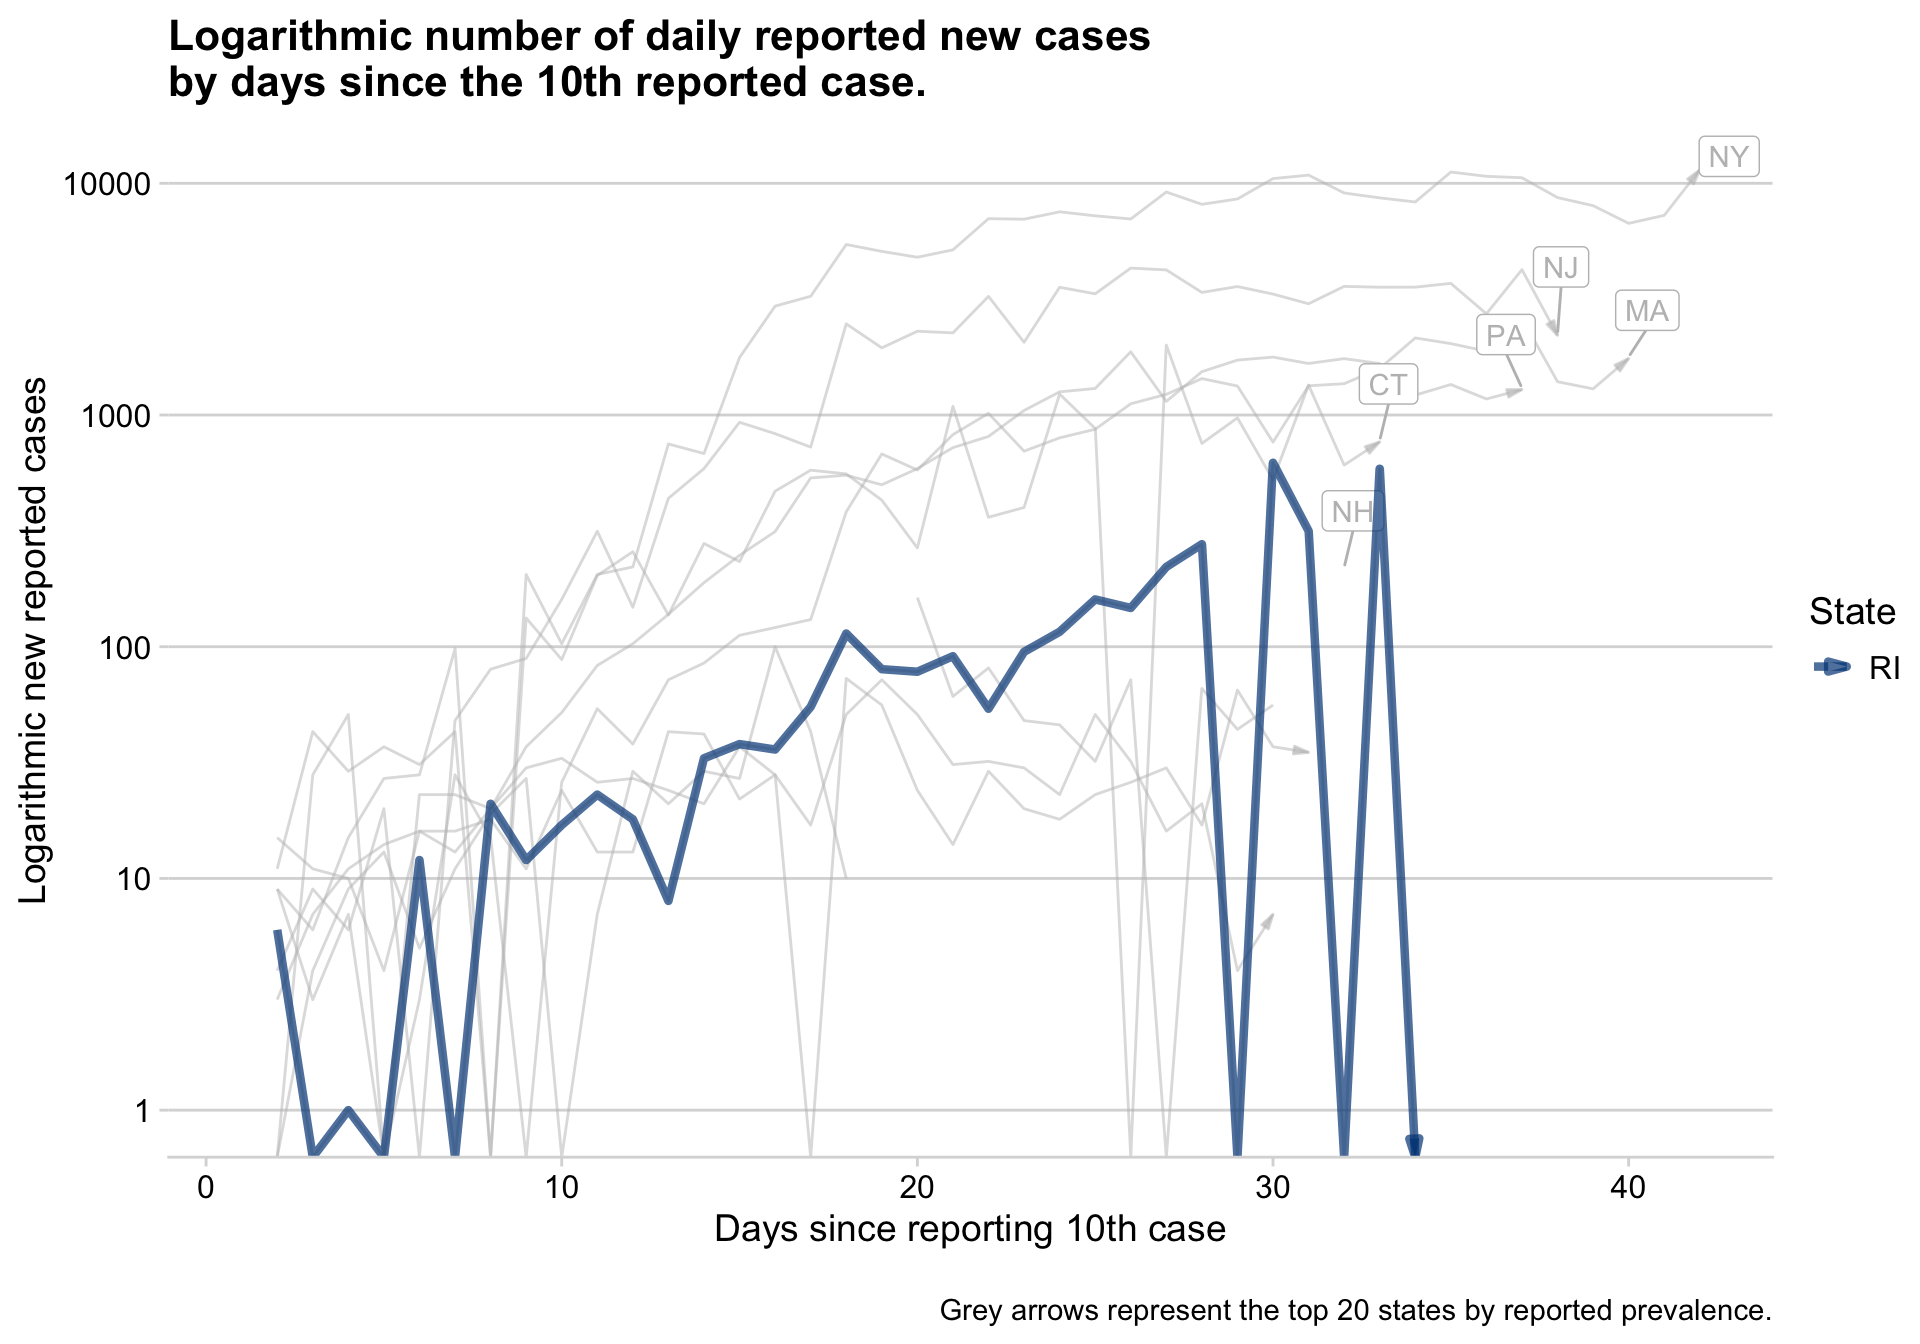 Logarithmic number of daily reported new cases
by days since the 10th reported case.
Logarithmic new reported cases
10000
1000
100
10
1
NY
NJ
MA
PA
CT
NH
State
RI
0
10
20
30
40
Days since reporting 10th case
Grey arrows represent the top 20 states by reported prevalence.